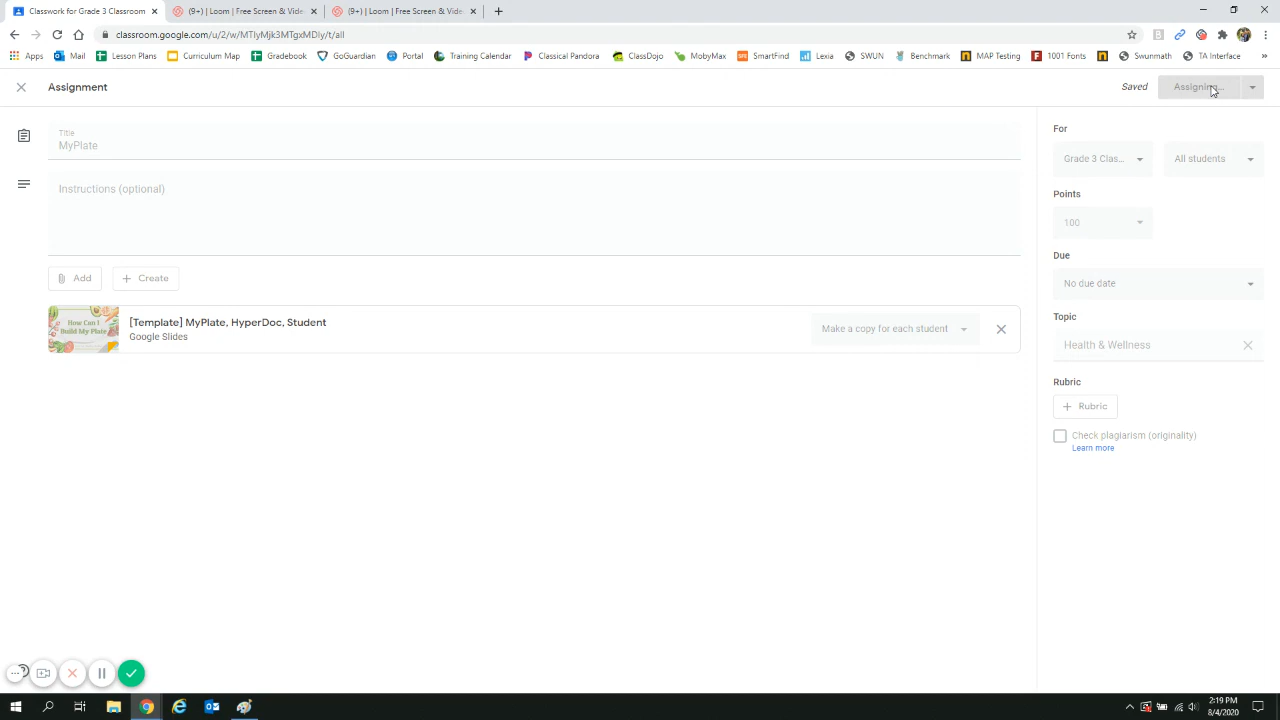 Classwork for Grade 3 Classroom
(9+) | Loom | Free Screen & Vide
(9+) | Loom | Free Screen & Vide
classroom.google.com/u/2/w/MTIyMjk3MTgxMDIy/t/all
Apps Mail Lesson Plans Curriculum Map Gradebook GoGuardian Portal Training Calendar Classical Pandora ClassDojo MobyMax SmartFind Lexia SWUN Benchmark MAP Testing 1001 Fonts Swunmath TA Interface »
Assignment
Saved
Assigning...
Title
MyPlate
Instructions (optional)
Add
Create
How Can I
Build My Plate
[Template] MyPlate, HyperDoc, Student
Google Slides
Make a copy for each student
For
Grade 3 Clas...
All students
Points
100
Due
No due date
Topic
Health & Wellness
Rubric
+ Rubric
Check plagiarism (originality)
Learn more
2:19 PM
8/4/2020